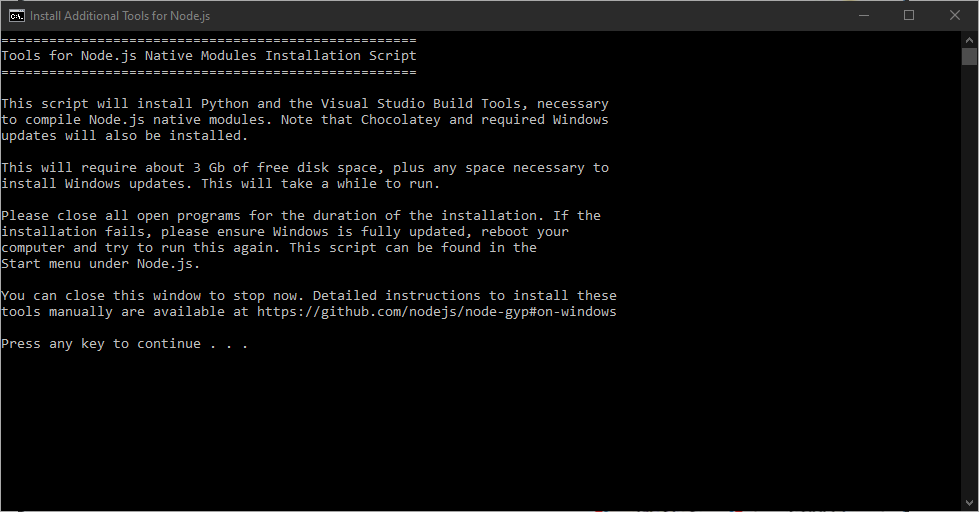 Install Additional Tools for Node.js
====================================================
Tools for Node.js Native Modules Installation Script
====================================================
This script will install Python and the Visual Studio Build Tools, necessary
to compile Node.js native modules. Note that Chocolatey and required Windows
updates will also be installed.
This will require about 3 Gb of free disk space, plus any space necessary to
install Windows updates. This will take a while to run.
Please close all open programs for the duration of the installation. If the
installation fails, please ensure Windows is fully updated, reboot your
computer and try to run this again. This script can be found in the
Start menu under Node.js.
You can close this window to stop now. Detailed instructions to install these
tools manually are available at https://github.com/nodejs/node-gyp#on-windows
Press any key to continue . . .